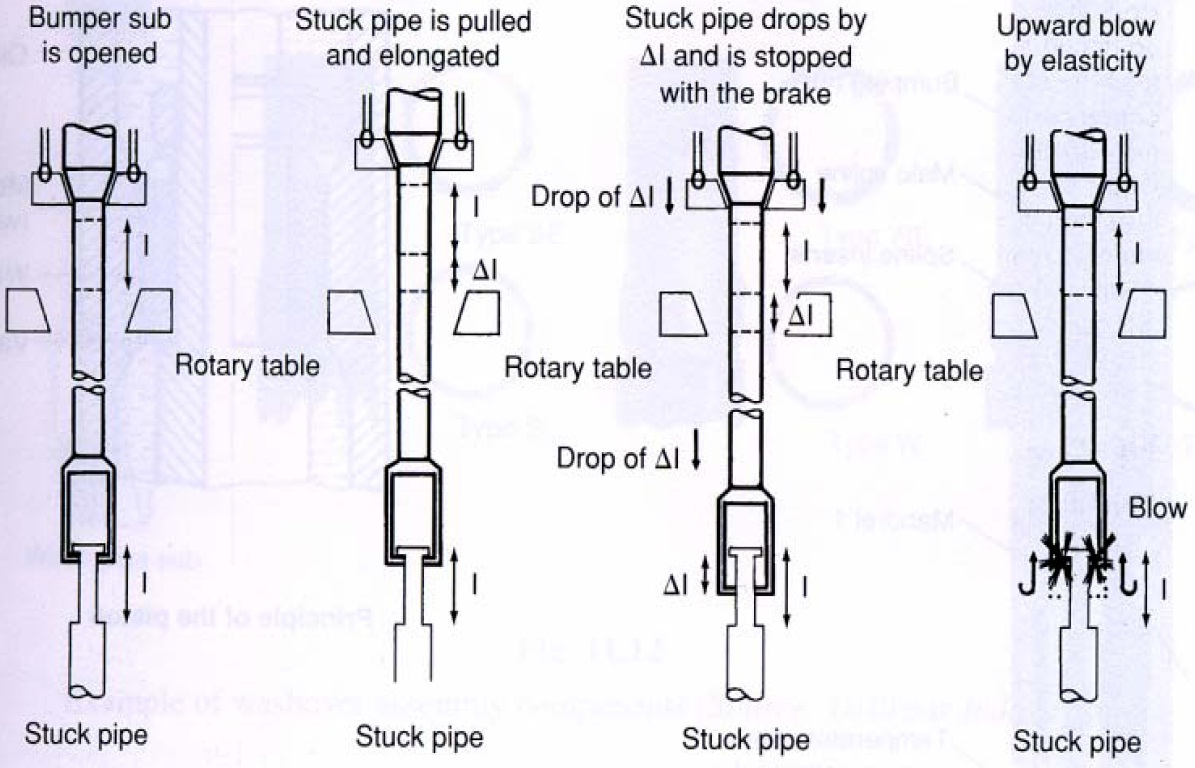 Bumper sub
is opened
Stuck pipe is pulled
and elongated
Stuck pipe drops by
Δl and is stopped
with the brake
Upward blow
by elasticity
l
l
Δl
Drop of Δl
l
Δl
l
Rotary table
Rotary table
Rotary table
Drop of Δl
Blow
l
l
Δl
l
l
Stuck pipe
Stuck pipe
Stuck pipe
Stuck pipe